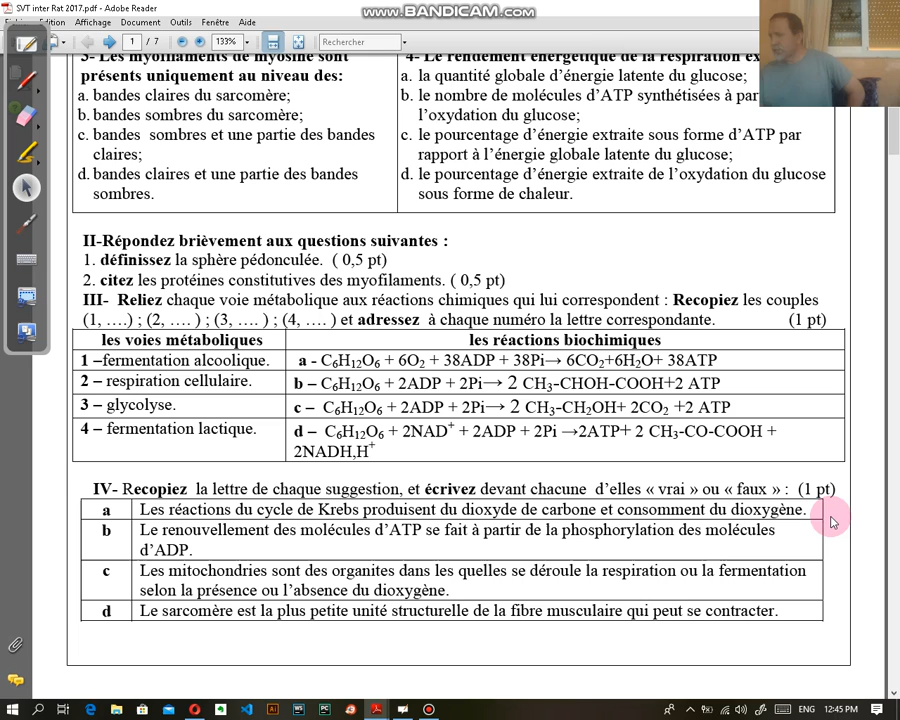 SVT inter Rat 2017.pdf - Adobe Reader
www.BANDICAM.com
Fichier Edition Affichage Document Outils Fenêtre Aide
1 / 7 133% Rechercher
3- Les myofilaments de myosine sont
présents uniquement au niveau des:
a. bandes claires du sarcomère;
b. bandes sombres du sarcomère;
c. bandes sombres et une partie des bandes
claires;
d. bandes claires et une partie des bandes
sombres.
4- Le rendement énergétique de la respiration
a. la quantité globale d'énergie latente du glucose;
b. le nombre de molécules d'ATP synthétisées à
l'oxydation du glucose;
c. le pourcentage d'énergie extraite sous forme d'ATP par
rapport à l'énergie globale latente du glucose;
d. le pourcentage d'énergie extraite de l'oxydation du glucose
sous forme de chaleur.
II-Répondez brièvement aux questions suivantes :
1. définissez la sphère pédonculée. ( 0,5 pt)
2. citez les protéines constitutives des myofilaments. ( 0,5 pt)
III- Reliez chaque voie métabolique aux réactions chimiques qui lui correspondent : Recopiez les couples
(1, ....) ; (2, .... ) ; (3, .... ) ; (4, .... ) et adressez à chaque numéro la lettre correspondante. (1 pt)
les voies métaboliques les réactions biochimiques
1 –fermentation alcoolique. a - C₆H₁₂O₆ + 6O₂ + 38ADP + 38Pi→ 6CO₂+6H₂O+ 38ATP
2 – respiration cellulaire. b – C₆H₁₂O₆ + 2ADP + 2Pi→ 2 CH₃-CHOH-COOH+2 ATP
3 – glycolyse. c – C₆H₁₂O₆ + 2ADP + 2Pi→ 2 CH₃-CH₂OH+ 2CO₂ +2 ATP
4 – fermentation lactique. d – C₆H₁₂O₆ + 2NAD⁺ + 2ADP + 2Pi →2ATP+ 2 CH₃-CO-COOH +
2NADH,H⁺
IV- Recopiez la lettre de chaque suggestion, et écrivez devant chacune d'elles « vrai » ou « faux » : (1 pt)
a Les réactions du cycle de Krebs produisent du dioxyde de carbone et consomment du dioxygène.
b Le renouvellement des molécules d'ATP se fait à partir de la phosphorylation des molécules
d'ADP.
c Les mitochondries sont des organites dans les quelles se déroule la respiration ou la fermentation
selon la présence ou l'absence du dioxygène.
d Le sarcomère est la plus petite unité structurelle de la fibre musculaire qui peut se contracter.
ENG 12:45 PM